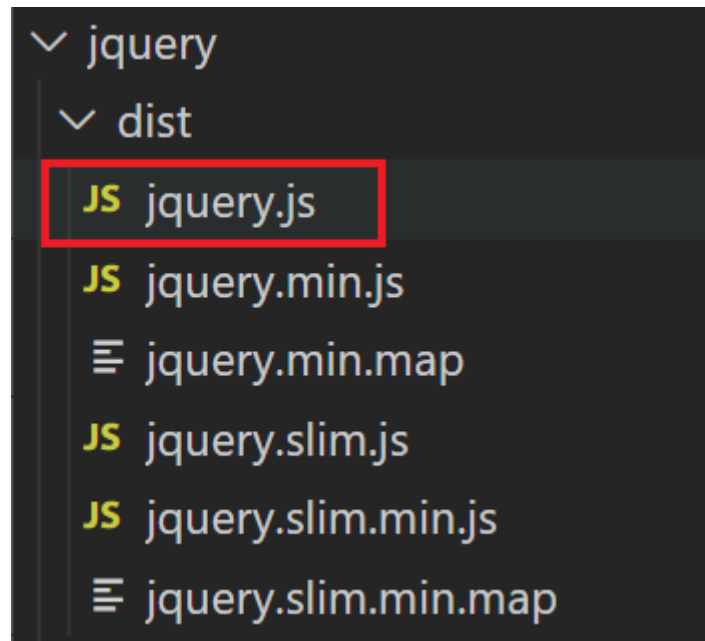 jquery
dist
JS jquery.js
JS jquery.min.js
jquery.min.map
JS jquery.slim.js
JS jquery.slim.min.js
jquery.slim.min.map